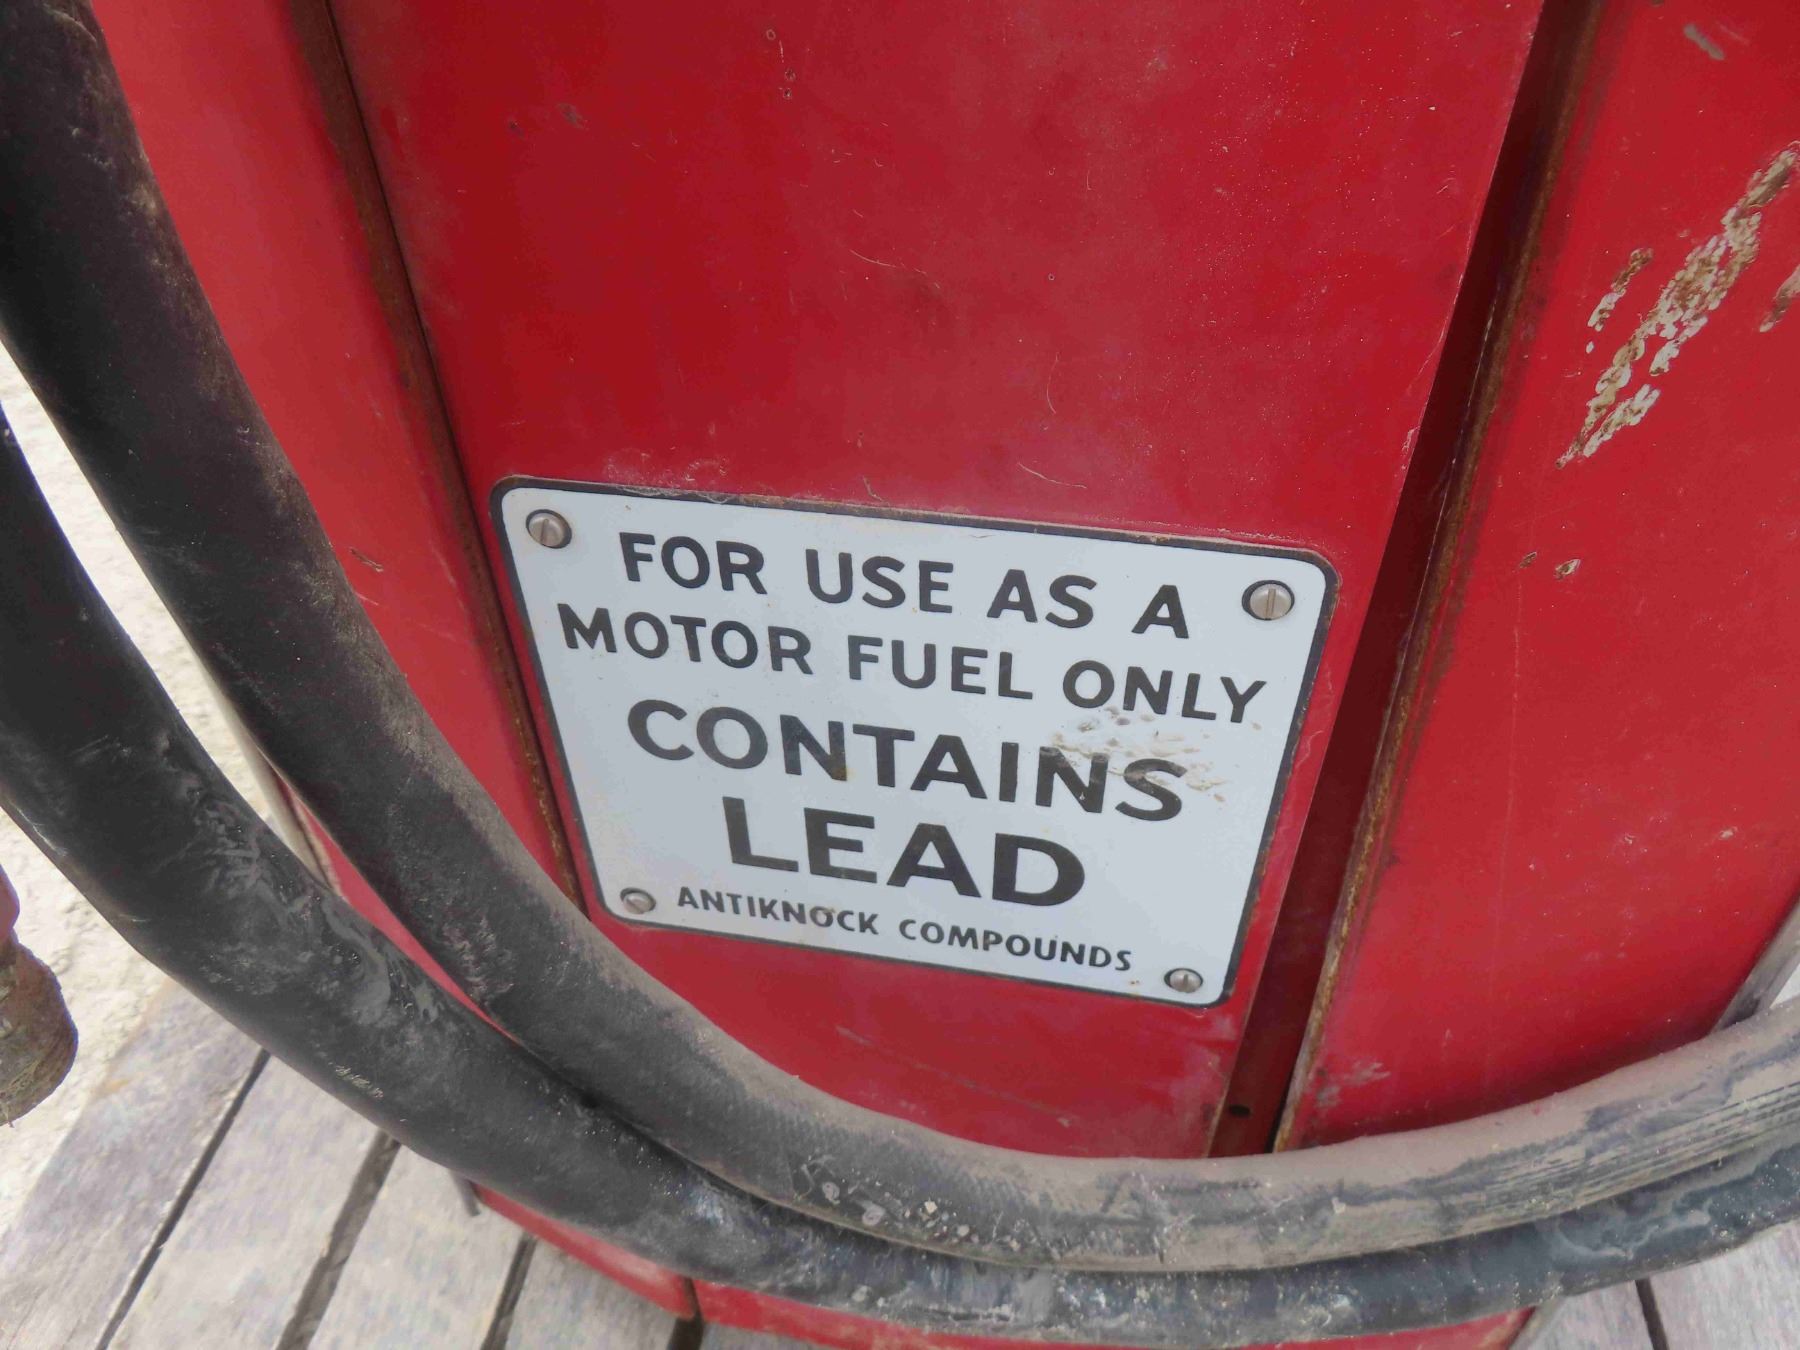 FOR USE AS A
MOTOR FUEL ONLY
CONTAINS
LEAD
ANTIKNOCK COMPOUNDS